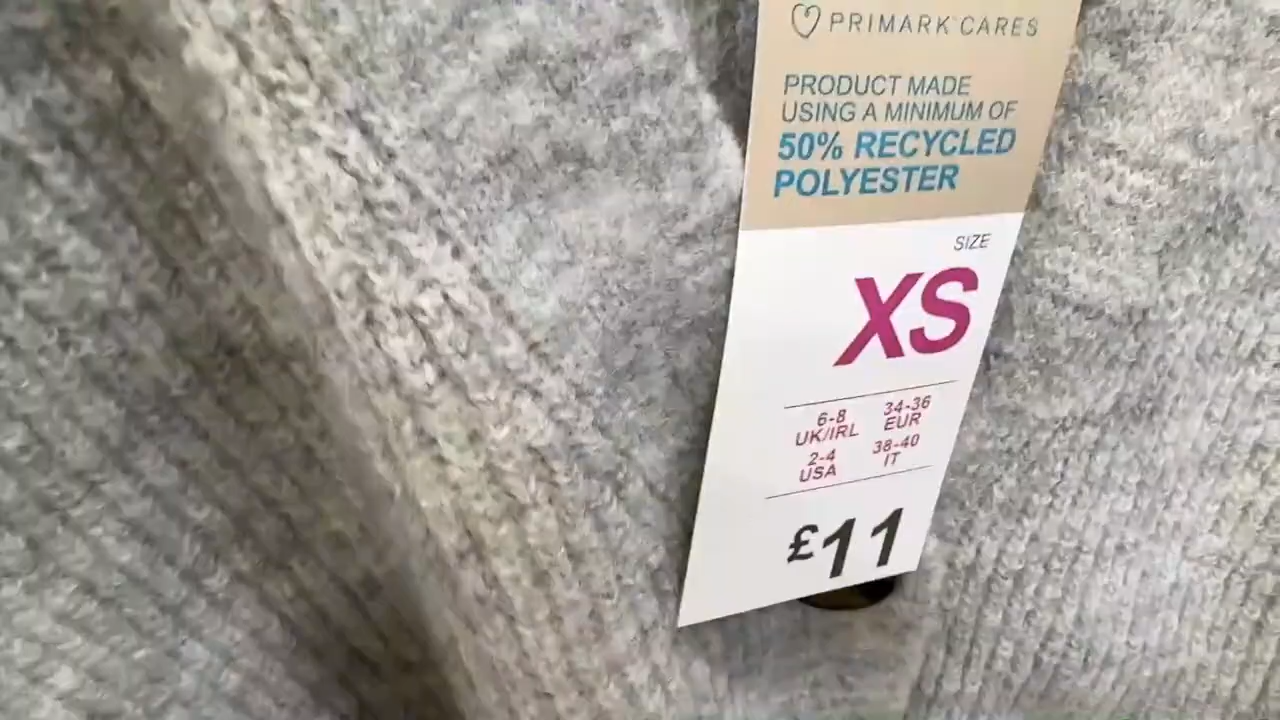 PRIMARK CARES
PRODUCT MADE
USING A MINIMUM OF
50% RECYCLED
POLYESTER
SIZE
XS
6-8 34-36
UK/IRL EUR
2-4 38-40
USA IT
£11